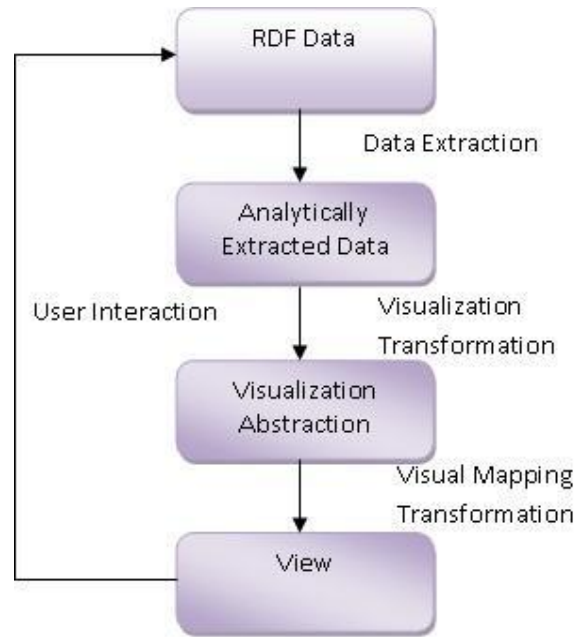 RDF Data
Data Extraction
Analytically
Extracted Data
User Interaction
Visualization
Transformation
Visualization
Abstraction
Visual Mapping
Transformation
View